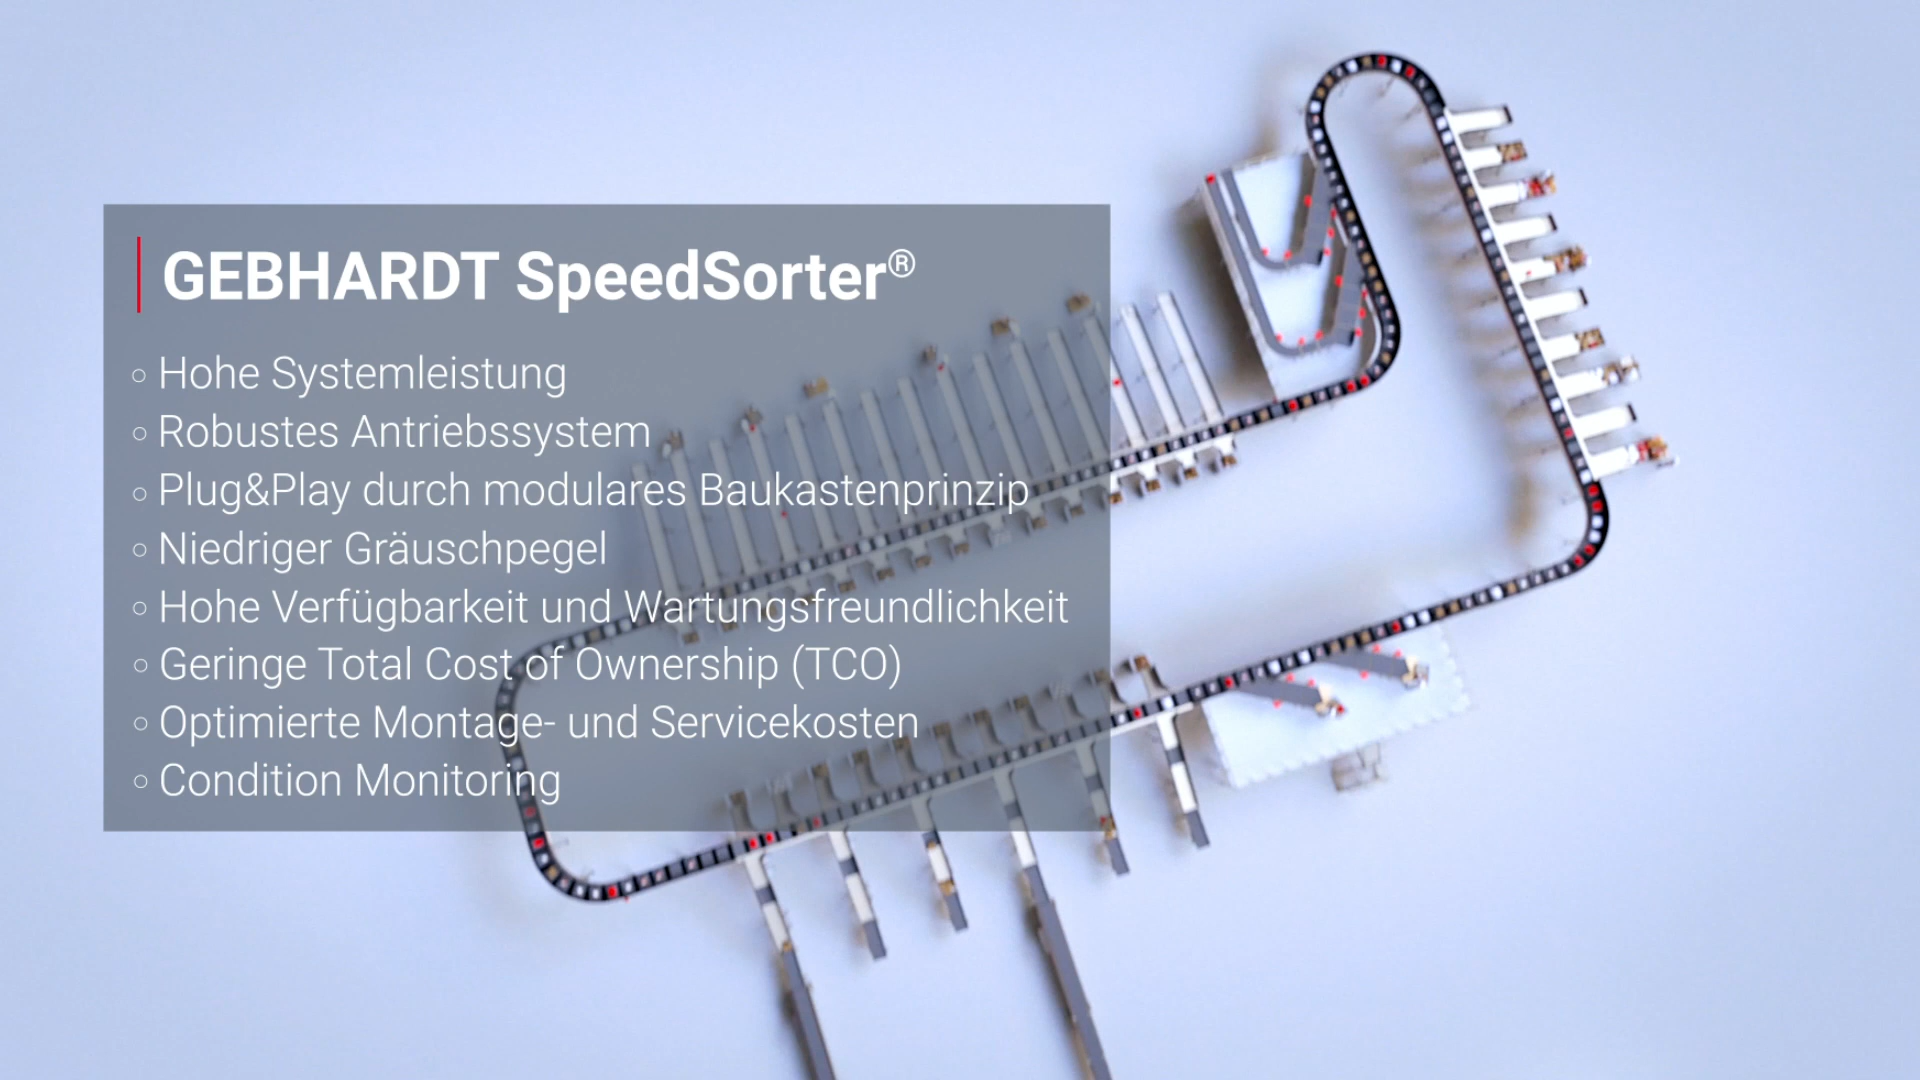 GEBHARDT SpeedSorter®
○ Hohe Systemleistung
○ Robustes Antriebssystem
○ Plug&Play durch modulares Baukastenprinzip
○ Niedriger Gräuschpegel
○ Hohe Verfügbarkeit und Wartungsfreundlichkeit
○ Geringe Total Cost of Ownership (TCO)
○ Optimierte Montage- und Servicekosten
○ Condition Monitoring